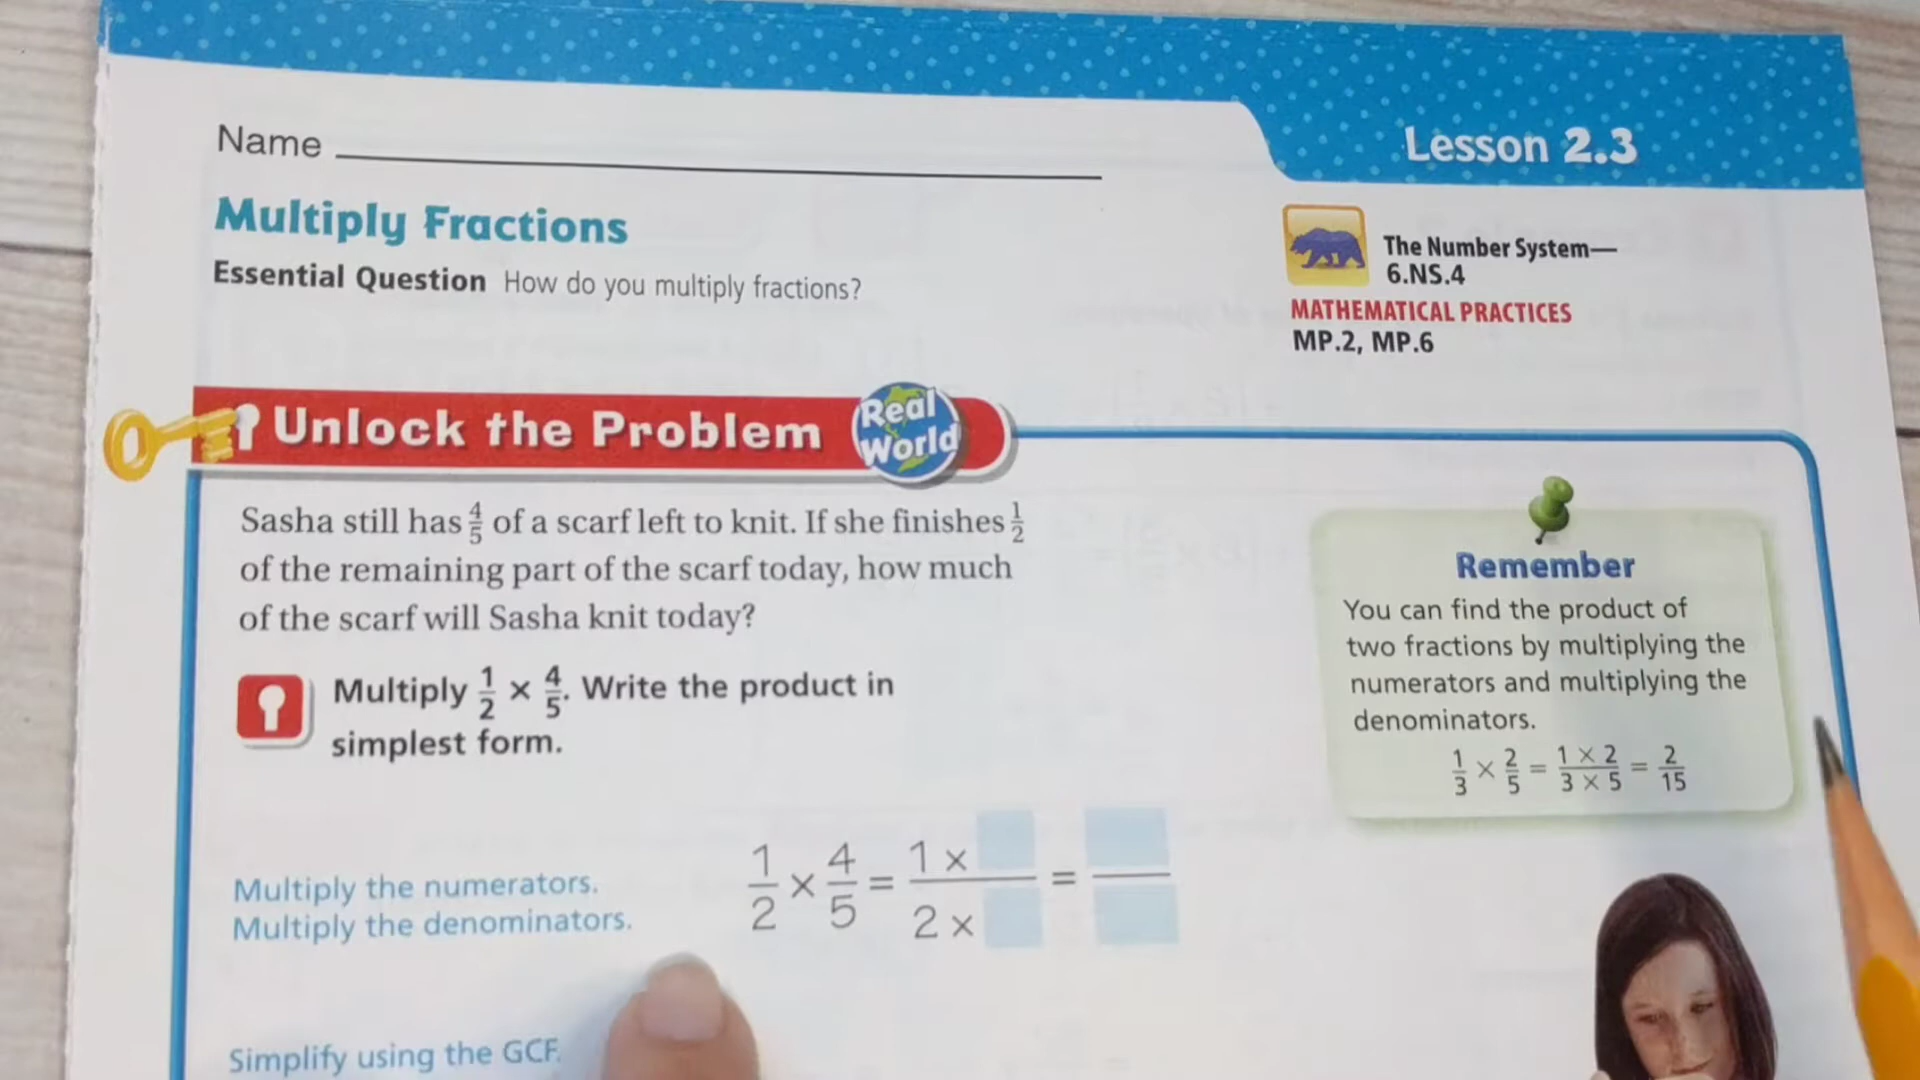 Lesson 2.3
Name
Multiply Fractions
Essential Question How do you multiply fractions?
The Number System—
6.NS.4
MATHEMATICAL PRACTICES
MP.2, MP.6
Unlock the Problem
Real
World
Sasha still has 4/5 of a scarf left to knit. If she finishes 1/2
of the remaining part of the scarf today, how much
of the scarf will Sasha knit today?
Multiply 1/2 × 4/5. Write the product in
simplest form.
Remember
You can find the product of
two fractions by multiplying the
numerators and multiplying the
denominators.
1/3 × 2/5 = (1 × 2)/(3 × 5) = 2/15
Multiply the numerators.
Multiply the denominators.
1/2 × 4/5 = (1 × )/(2 × ) =
Simplify using the GCF.